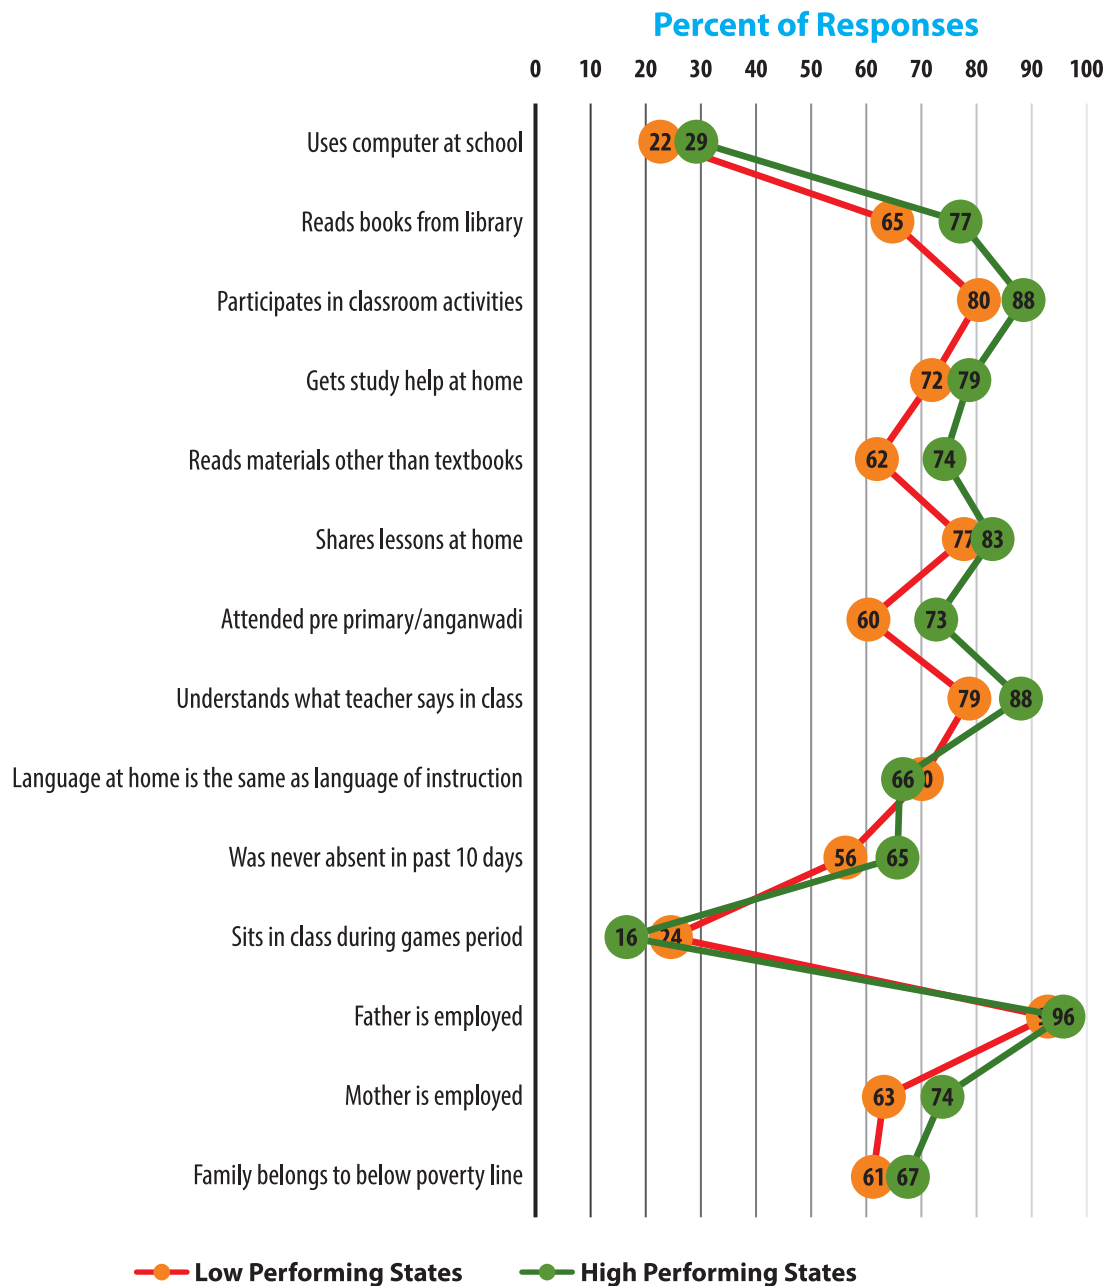 Percent of Responses
0 10 20 30 40 50 60 70 80 90 100
Uses computer at school 22 29
Reads books from library 65 77
Participates in classroom activities 80 88
Gets study help at home 72 79
Reads materials other than textbooks 62 74
Shares lessons at home 77 83
Attended pre primary/anganwadi 60 73
Understands what teacher says in class 79 88
Language at home is the same as language of instruction 66
Was never absent in past 10 days 56 65
Sits in class during games period 16 24
Father is employed 96
Mother is employed 63 74
Family belongs to below poverty line 61 67
Low Performing States High Performing States